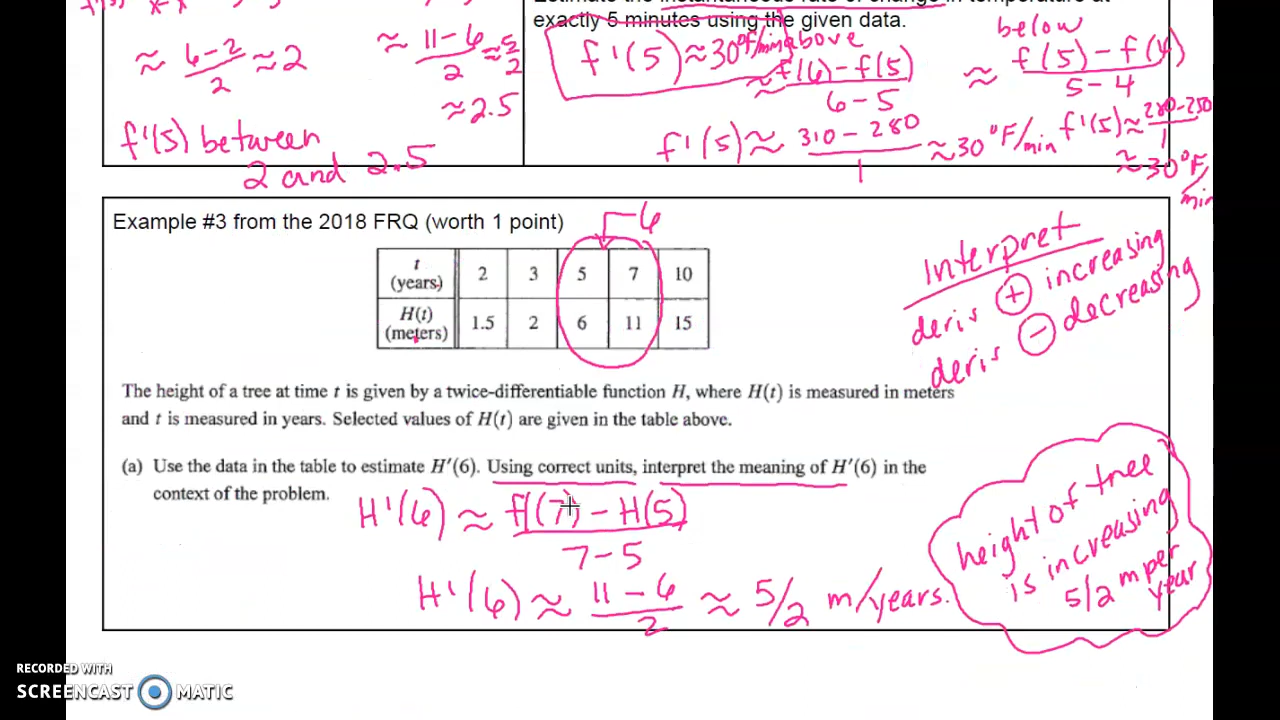 ≈ 6-2/2 ≈ 2
≈ 11-6/2 ≈ 5/2
≈ 2.5
f'(5) between
2 and 2.5
exactly 5 minutes using the given data.
f'(5) ≈ 30°F/min
above
≈ f(6) - f(5)/6-5
below
≈ f(5) - f(4)/5-4
f'(5) ≈ 310 - 280/1 ≈ 30 °F/min
f'(5) ≈ 280-250/1
≈ 30°F/min
Example #3 from the 2018 FRQ (worth 1 point)
6
t (years) 2 3 5 7 10
H(t) (meters) 1.5 2 6 11 15
Interpret
deriv + increasing
deriv - decreasing
The height of a tree at time t is given by a twice-differentiable function H, where H(t) is measured in meters
and t is measured in years. Selected values of H(t) are given in the table above.
(a) Use the data in the table to estimate H′(6). Using correct units, interpret the meaning of H′(6) in the
context of the problem.
H'(6) ≈ f(7) - H(5)/7-5
H'(6) ≈ 11-6/2 ≈ 5/2 m/years.
height of tree
is increasing
5/2 m per
year
RECORDED WITH
SCREENCAST MATIC